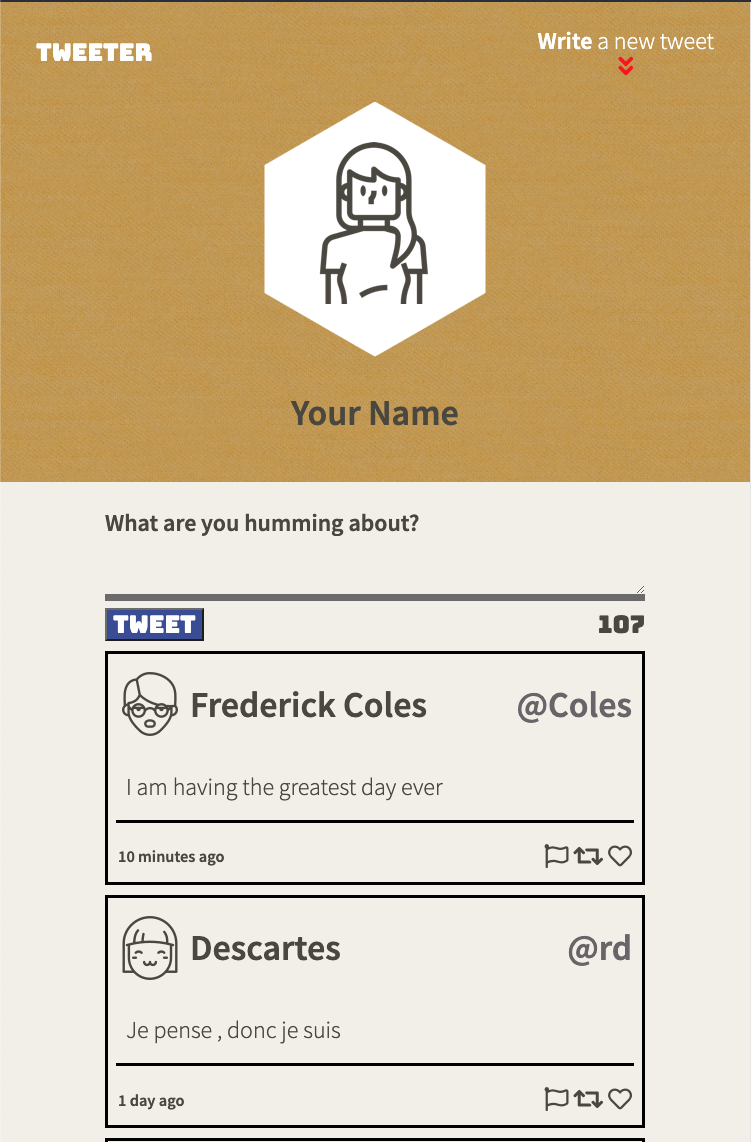 TWEETER
Write a new tweet
Your Name
What are you humming about?
TWEET
107
Frederick Coles
@Coles
I am having the greatest day ever
10 minutes ago
Descartes
@rd
Je pense , donc je suis
1 day ago